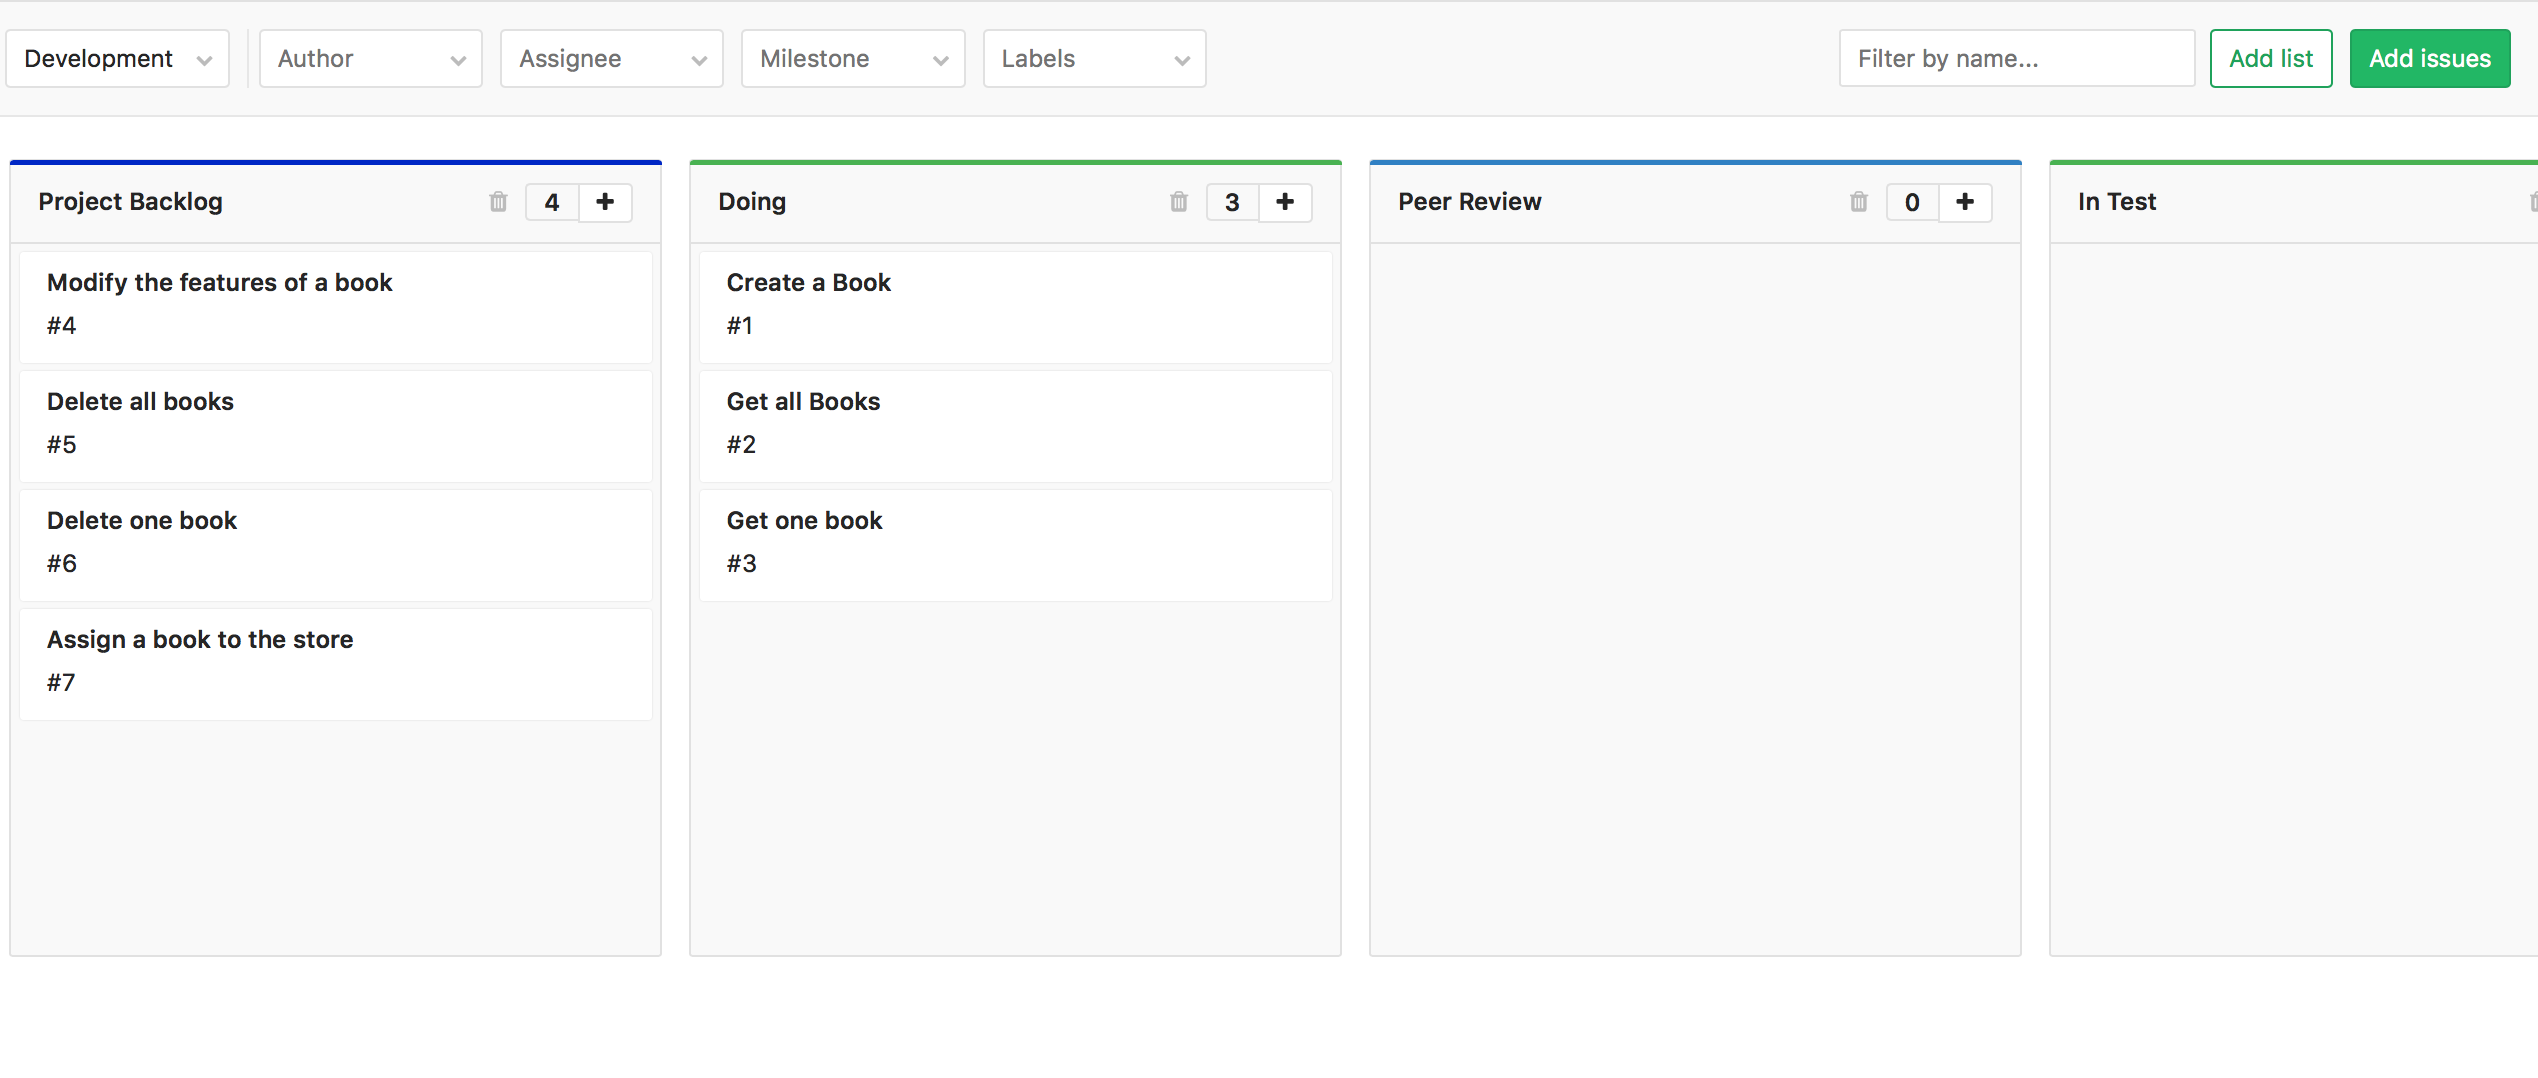 Development Author Assignee Milestone Labels Filter by name... Add list Add issues
Project Backlog 4 +
Modify the features of a book
#4
Delete all books
#5
Delete one book
#6
Assign a book to the store
#7
Doing 3 +
Create a Book
#1
Get all Books
#2
Get one book
#3
Peer Review 0 +
In Test